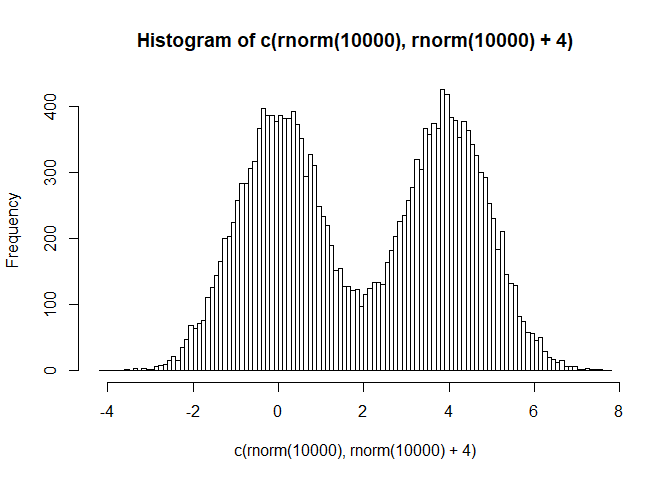 Histogram of c(rnorm(10000), rnorm(10000) + 4)
Frequency
400
300
200
100
0
-4 -2 0 2 4 6 8
c(rnorm(10000), rnorm(10000) + 4)